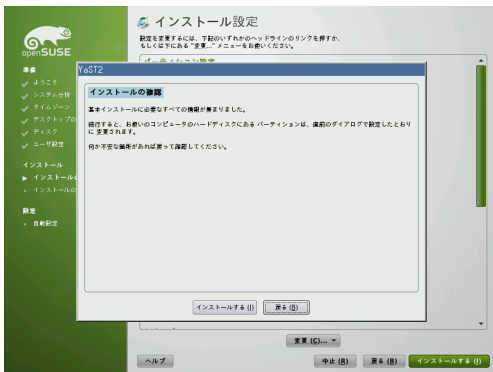 openSUSE
インストール設定
設定を変更するには、下記のいずれかのヘッドラインのリンクを押すか、
もしくは下にある "変更..." メニューをお使いください。
準備
ようこそ
システム分析
タイムゾーン
デスクトップの
ディスク
ユーザ設定
インストール
インストール
インストールの
設定
自動設定
YaST2
インストールの確認
基本インストールに必要なすべての情報が集まりました。
続行すると、お使いのコンピュータのハードディスクにある パーティションは、直前のダイアログで設定したとおり
に 変更されます。
何か不安な箇所があれば戻って確認してください。
インストールする (I)
戻る (B)
変更 (C)...
ヘルプ
中止 (R)
戻る (B)
インストールする (I)